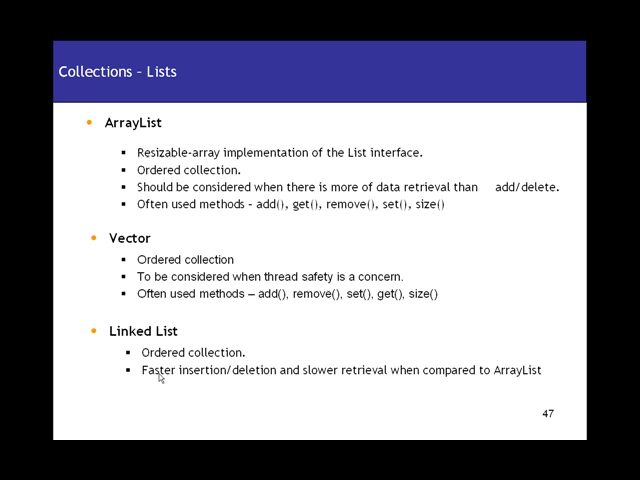 Collections – Lists
• ArrayList
▪ Resizable-array implementation of the List interface.
▪ Ordered collection.
▪ Should be considered when there is more of data retrieval than add/delete.
▪ Often used methods – add(), get(), remove(), set(), size()
• Vector
▪ Ordered collection
▪ To be considered when thread safety is a concern.
▪ Often used methods – add(), remove(), set(), get(), size()
• Linked List
▪ Ordered collection.
▪ Faster insertion/deletion and slower retrieval when compared to ArrayList
47